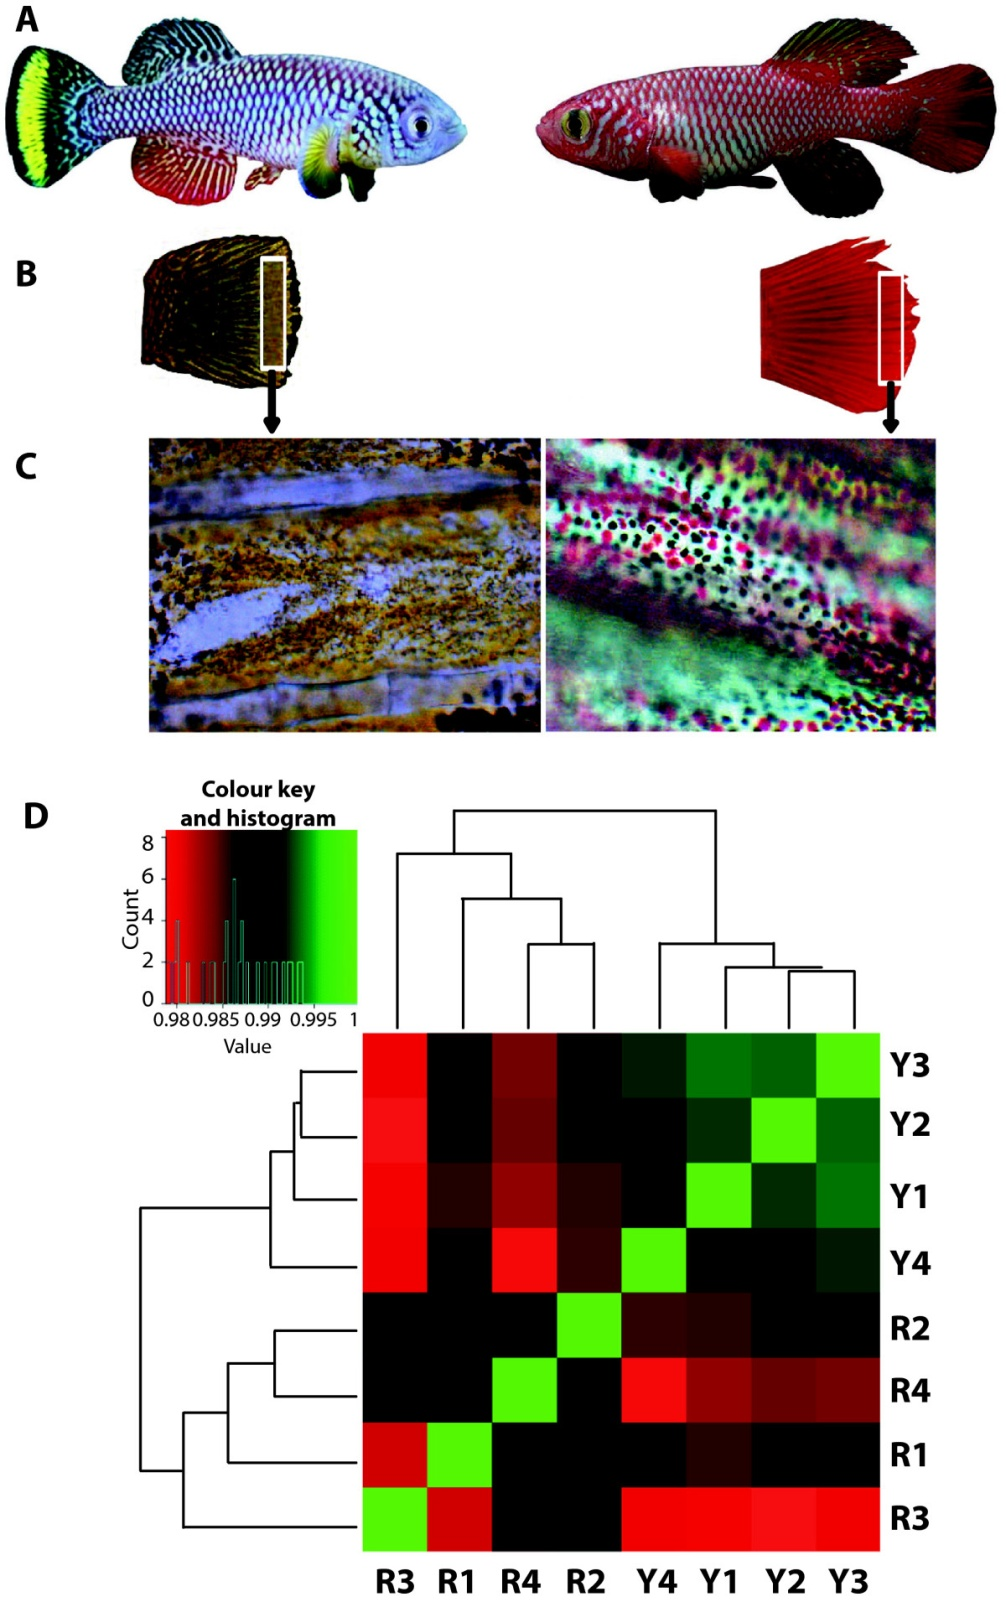 A
B
C
D
Colour key
and histogram
8
6
4
2
0
Count
0.98 0.985 0.99 0.995 1
Value
Y3
Y2
Y1
Y4
R2
R4
R1
R3
R3 R1 R4 R2 Y4 Y1 Y2 Y3